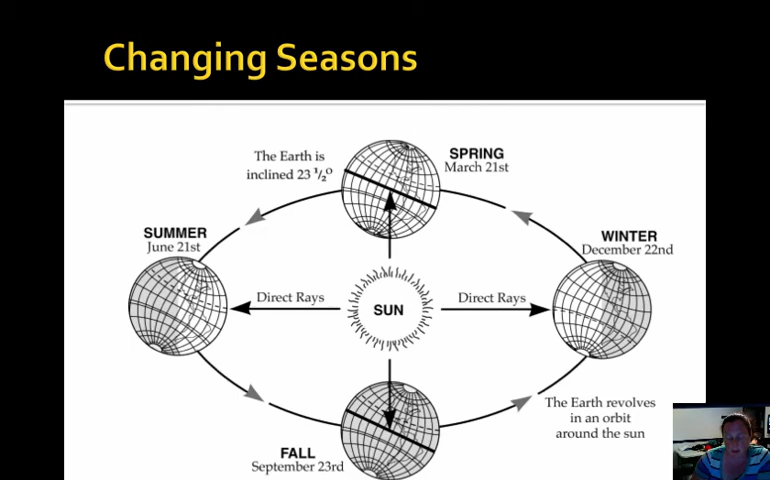 Changing Seasons
The Earth is
inclined 23 ½°
SPRING
March 21st
SUMMER
June 21st
WINTER
December 22nd
Direct Rays
SUN
Direct Rays
FALL
September 23rd
The Earth revolves
in an orbit
around the sun